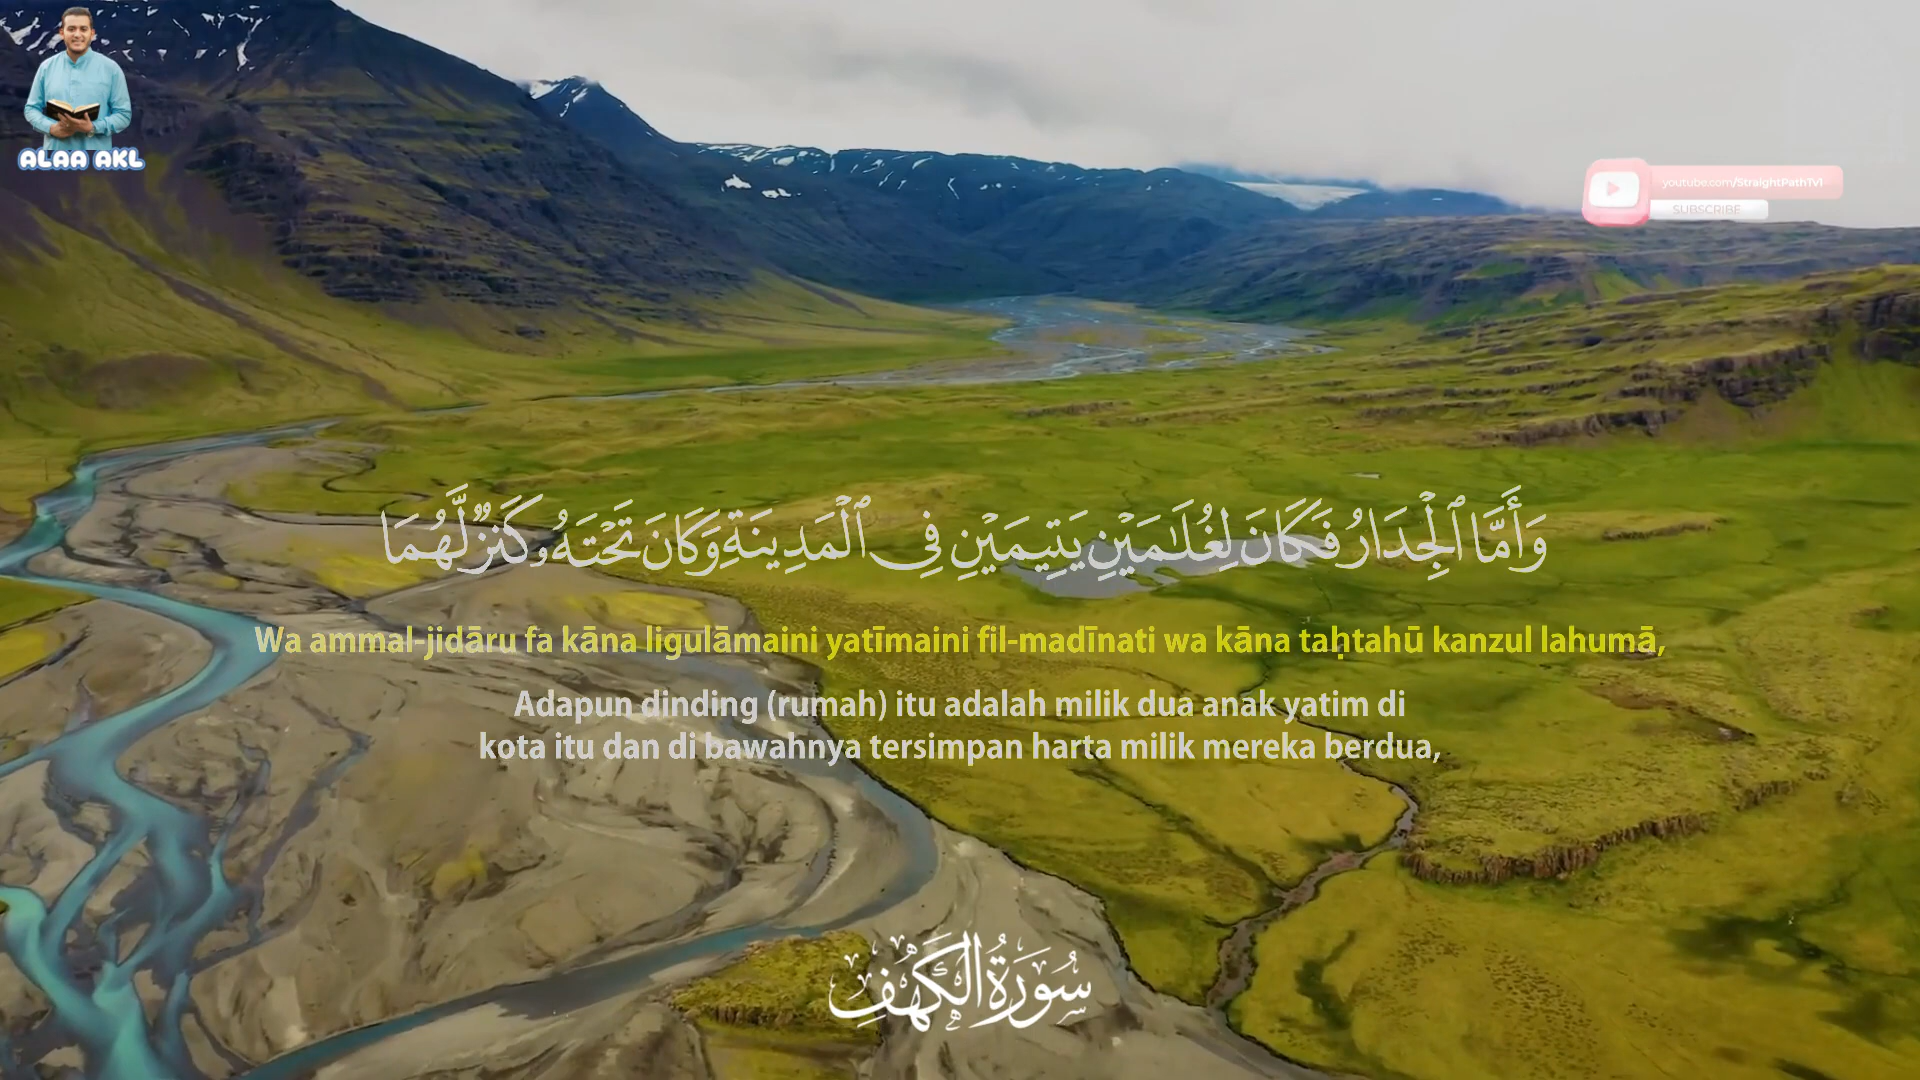 ALAA AKL
youtube.com/StraightPathTv1
SUBSCRIBE
وَأَمَّا ٱلْجِدَارُ فَكَانَ لِغُلَـٰمَيْنِ يَتِيمَيْنِ فِى ٱلْمَدِينَةِ وَكَانَ تَحْتَهُۥ كَنزٌ لَّهُمَا
Wa ammal-jidāru fa kāna ligulāmaini yatīmaini fil-madīnati wa kāna taḥtahū kanzul lahumā,
Adapun dinding (rumah) itu adalah milik dua anak yatim di
kota itu dan di bawahnya tersimpan harta milik mereka berdua,
سُورَةُ الكَهْفِ